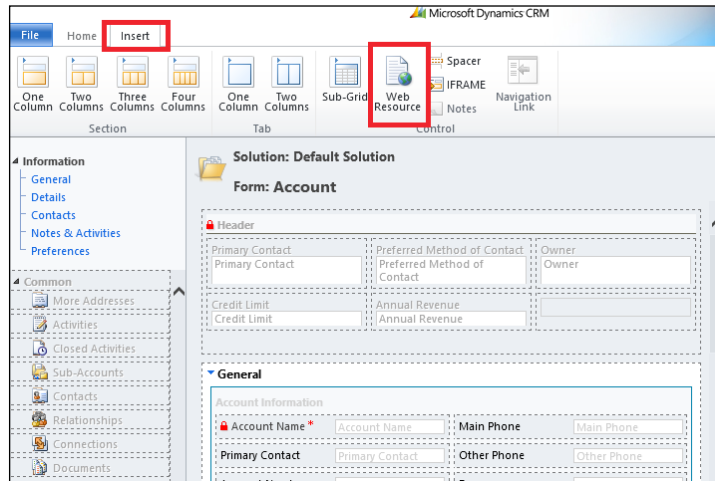 Microsoft Dynamics CRM
File Home Insert
One Column
Two Columns
Three Columns
Four Columns
One Column
Two Columns
Sub-Grid
Web Resource
Spacer
IFRAME
Notes
Navigation Link
Section Tab Control
Information
General
Details
Contacts
Notes & Activities
Preferences
Common
More Addresses
Activities
Closed Activities
Sub-Accounts
Contacts
Relationships
Connections
Documents
Solution: Default Solution
Form: Account
Header
Primary Contact Preferred Method of Contact Owner
Primary Contact Preferred Method of Contact Owner
Credit Limit Annual Revenue
Credit Limit Annual Revenue
General
Account Information
Account Name* Account Name Main Phone Main Phone
Primary Contact Primary Contact Other Phone Other Phone